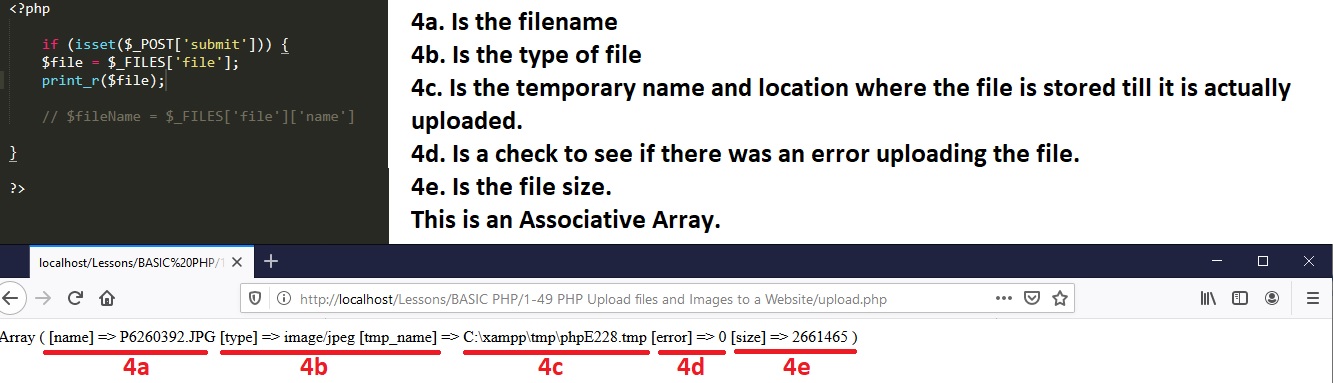 <?php
if (isset($_POST['submit'])) {
$file = $_FILES['file'];
print_r($file);
// $fileName = $_FILES['file']['name']
}
?>
4a. Is the filename
4b. Is the type of file
4c. Is the temporary name and location where the file is stored till it is actually
uploaded.
4d. Is a check to see if there was an error uploading the file.
4e. Is the file size.
This is an Associative Array.
localhost/Lessons/BASIC%20PHP/1
http://localhost/Lessons/BASIC PHP/1-49 PHP Upload files and Images to a Website/upload.php
Array ( [name] => P6260392.JPG [type] => image/jpeg [tmp_name] => C:\xampp\tmp\phpE228.tmp [error] => 0 [size] => 2661465 )
4a 4b 4c 4d 4e